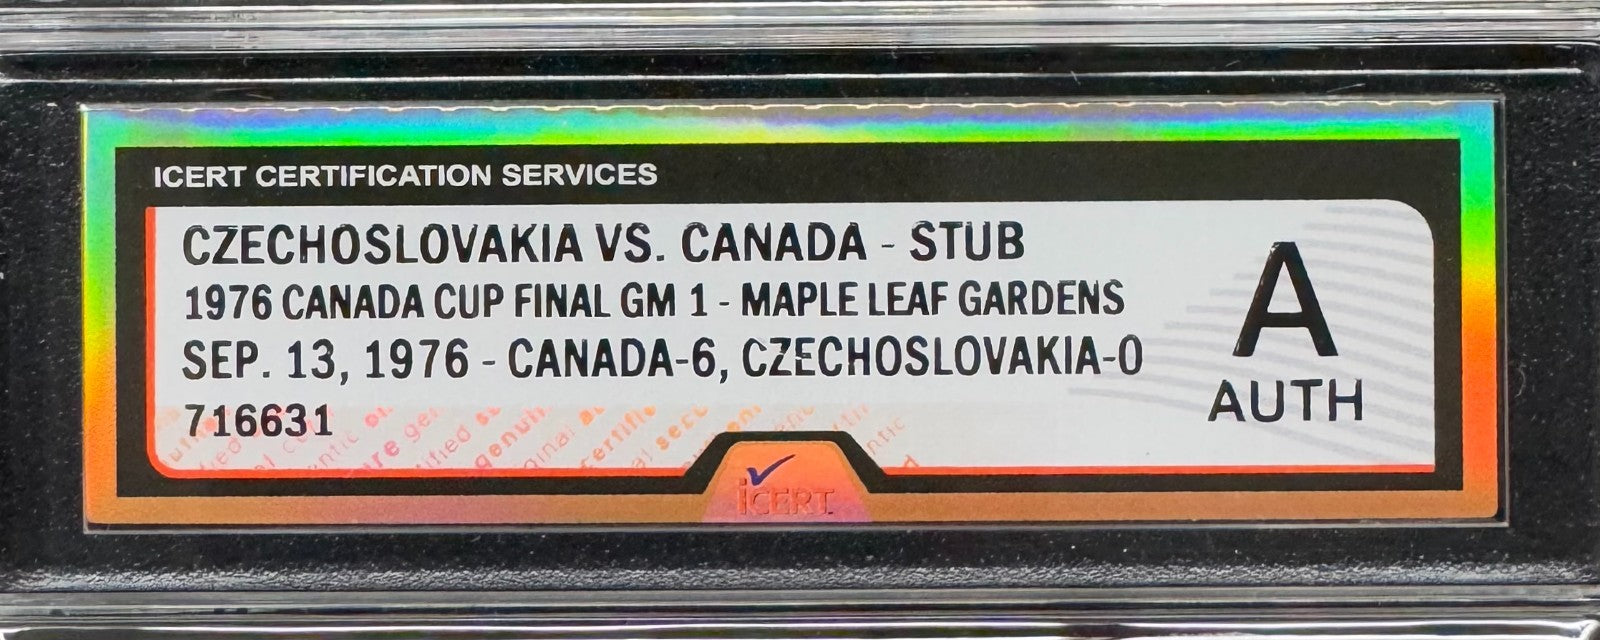 ICERT CERTIFICATION SERVICES
CZECHOSLOVAKIA VS. CANADA - STUB
1976 CANADA CUP FINAL GM 1 - MAPLE LEAF GARDENS
SEP. 13, 1976 - CANADA-6, CZECHOSLOVAKIA-0
716631
A
AUTH
iCERT